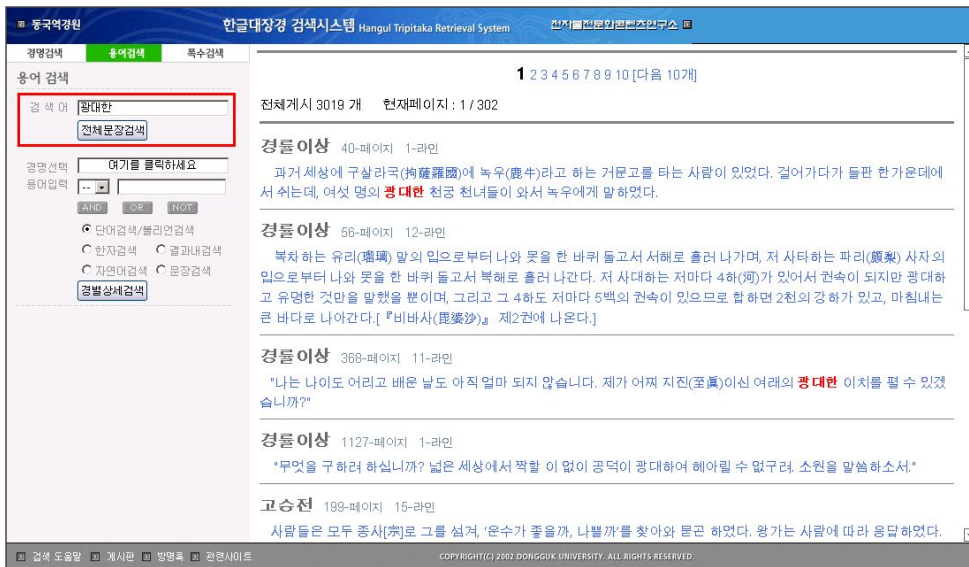 동국역경원
한글대장경 검색시스템 Hangul Tripitaka Retrieval System
전자불전문화콘텐츠연구소
경명검색 용어검색 폭수검색
용어 검색
검 색 어 광대한
전체문장검색
경명선택 여기를 클릭하세요
용어입력 --
AND OR NOT
단어검색/불리언검색
한자검색 결과내검색
자연어검색 문장검색
경별상세검색
1 2 3 4 5 6 7 8 9 10 [다음 10개]
전체게시 3019 개 현재페이지 : 1 / 302
경률이상 40-페이지 1-라인
과거 세상에 구살라국(拘薩羅國)에 녹우(鹿牛)라고 하는 거문고를 타는 사람이 있었다. 걸어가다가 들판 한가운데에
서 쉬는데, 여섯 명의 광대한 천궁 천녀들이 와서 녹우에게 말하였다.
경률이상 56-페이지 12-라인
복차 하는 유리(瑠璃) 말의 입으로부터 나와 못을 한 바퀴 돌고서 서해로 흘러 나가며, 저 사타하는 파리(頗梨) 사자의
입으로부터 나와 못을 한 바퀴 돌고서 북해로 흘러 나간다. 저 사대하는 저마다 4하(河)가 있어서 권속이 되지만 광대하
고 유명한 것만을 말했을 뿐이며, 그리고 그 4하도 저마다 5백의 권속이 있으므로 합하면 2천의 강하가 있고, 마침내는
큰 바다로 나아간다.[『비바사(毘婆沙)』 제2권에 나온다.]
경률이상 368-페이지 11-라인
"나는 나이도 어리고 배운 날도 아직 얼마 되지 않습니다. 제가 어찌 지진(至眞)이신 여래의 광대한 이치를 펼 수 있겠
습니까?"
경률이상 1127-페이지 1-라인
"무엇을 구하려 하십니까? 넓은 세상에서 짝할 이 없이 공덕이 광대하여 헤아릴 수 없구려. 소원을 말씀하소서."
고승전 199-페이지 15-라인
사람들은 모두 종사[宗]로 그를 섬겨, '운수가 좋을까, 나쁠까'를 찾아와 묻곤 하였다. 왕가는 사람에 따라 응답하였다.
검색 도움말 게시판 방명록 관련사이트
COPYRIGHT(C) 2002 DONGGUK UNIVERSITY. ALL RIGHTS RESERVED.